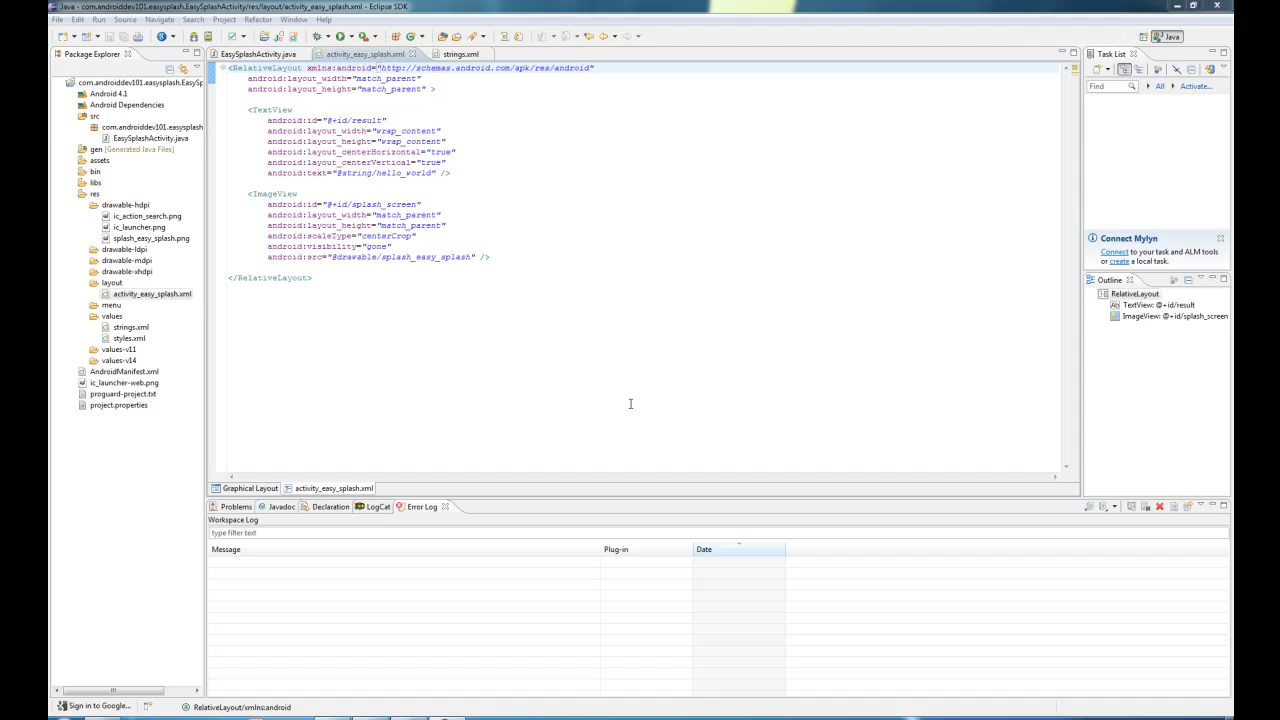 Java - com.androiddev101.easysplash.EasySplashActivity/res/layout/activity_easy_splash.xml - Eclipse SDK
File Edit Run Source Navigate Search Project Refactor Window Help
Java
Package Explorer
EasySplashActivity.java
activity_easy_splash.xml
strings.xml
Task List
com.androiddev101.easysplash.EasySp
Android 4.1
Android Dependencies
src
com.androiddev101.easysplash
EasySplashActivity.java
gen [Generated Java Files]
assets
bin
libs
res
drawable-hdpi
ic_action_search.png
ic_launcher.png
splash_easy_splash.png
drawable-ldpi
drawable-mdpi
drawable-xhdpi
layout
activity_easy_splash.xml
menu
values
strings.xml
styles.xml
values-v11
values-v14
AndroidManifest.xml
ic_launcher-web.png
proguard-project.txt
project.properties
<RelativeLayout xmlns:android="http://schemas.android.com/apk/res/android"
android:layout_width="match_parent"
android:layout_height="match_parent" >
<TextView
android:id="@+id/result"
android:layout_width="wrap_content"
android:layout_height="wrap_content"
android:layout_centerHorizontal="true"
android:layout_centerVertical="true"
android:text="@string/hello_world" />
<ImageView
android:id="@+id/splash_screen"
android:layout_width="match_parent"
android:layout_height="match_parent"
android:scaleType="centerCrop"
android:visibility="gone"
android:src="@drawable/splash_easy_splash" />
</RelativeLayout>
Find All Activate...
Connect Mylyn
Connect to your task and ALM tools
or create a local task.
Outline
RelativeLayout
Ab TextView: @+id/result
ImageView: @+id/splash_screen
Graphical Layout
activity_easy_splash.xml
Problems
Javadoc
Declaration
LogCat
Error Log
Workspace Log
type filter text
Message Plug-in Date
Sign in to Google...
RelativeLayout/xmlns:android